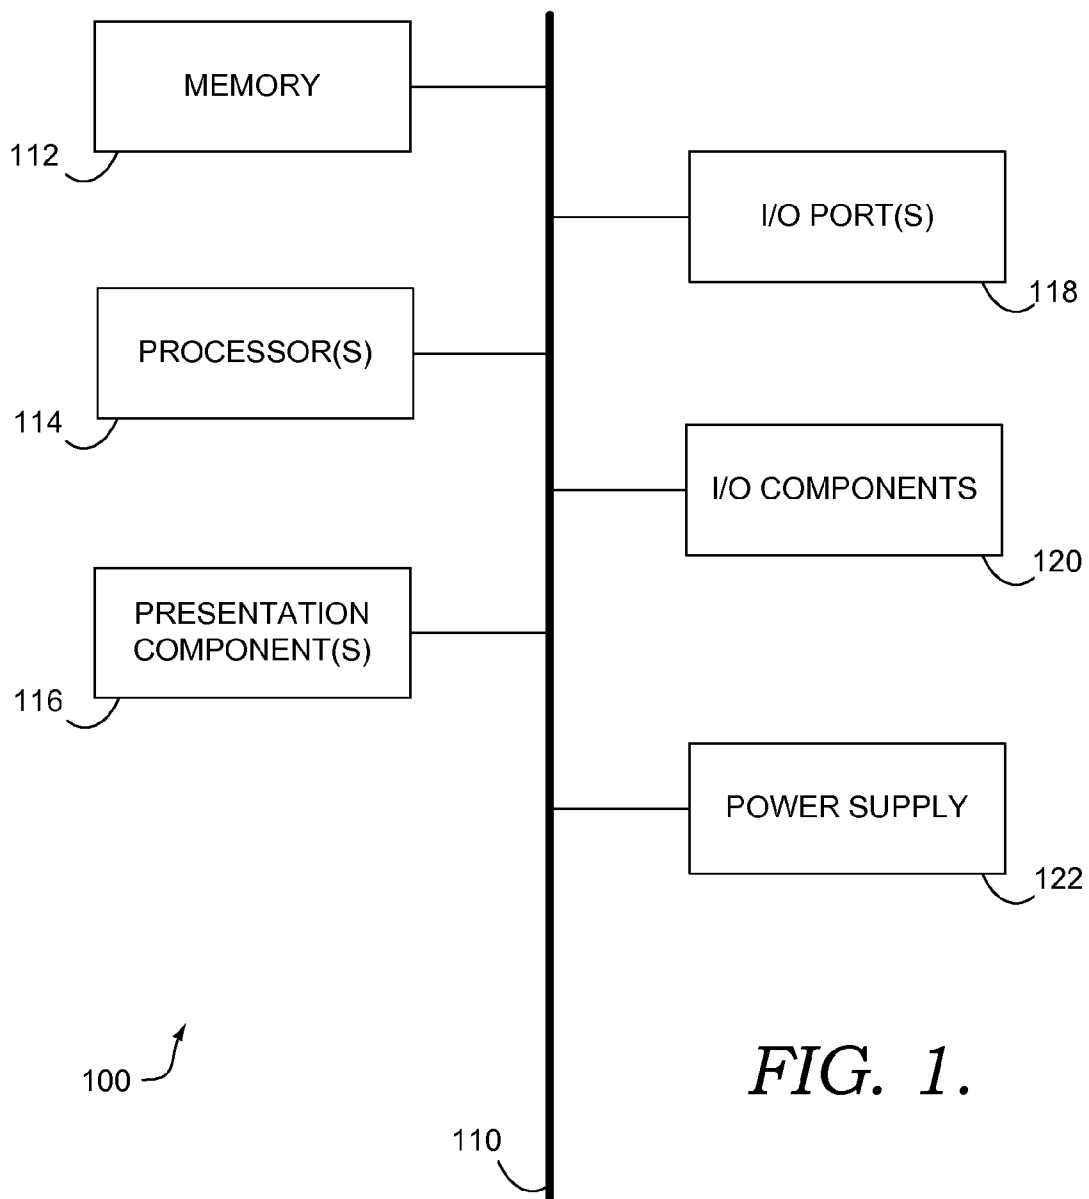 MEMORY
112
I/O PORT(S)
118
PROCESSOR(S)
114
I/O COMPONENTS
120
PRESENTATION
COMPONENT(S)
116
POWER SUPPLY
122
100
FIG. 1.
110